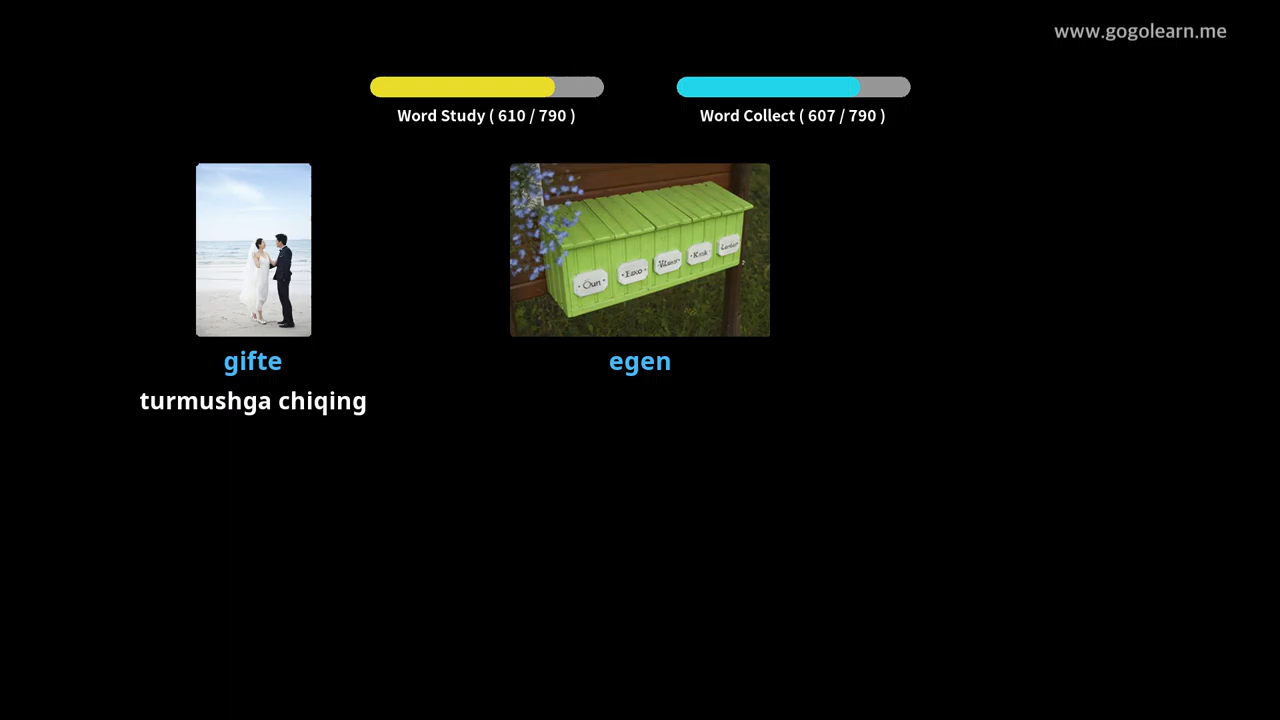 www.gogolearn.me
Word Study ( 610 / 790 )
Word Collect ( 607 / 790 )
gifte
egen
turmushga chiqing